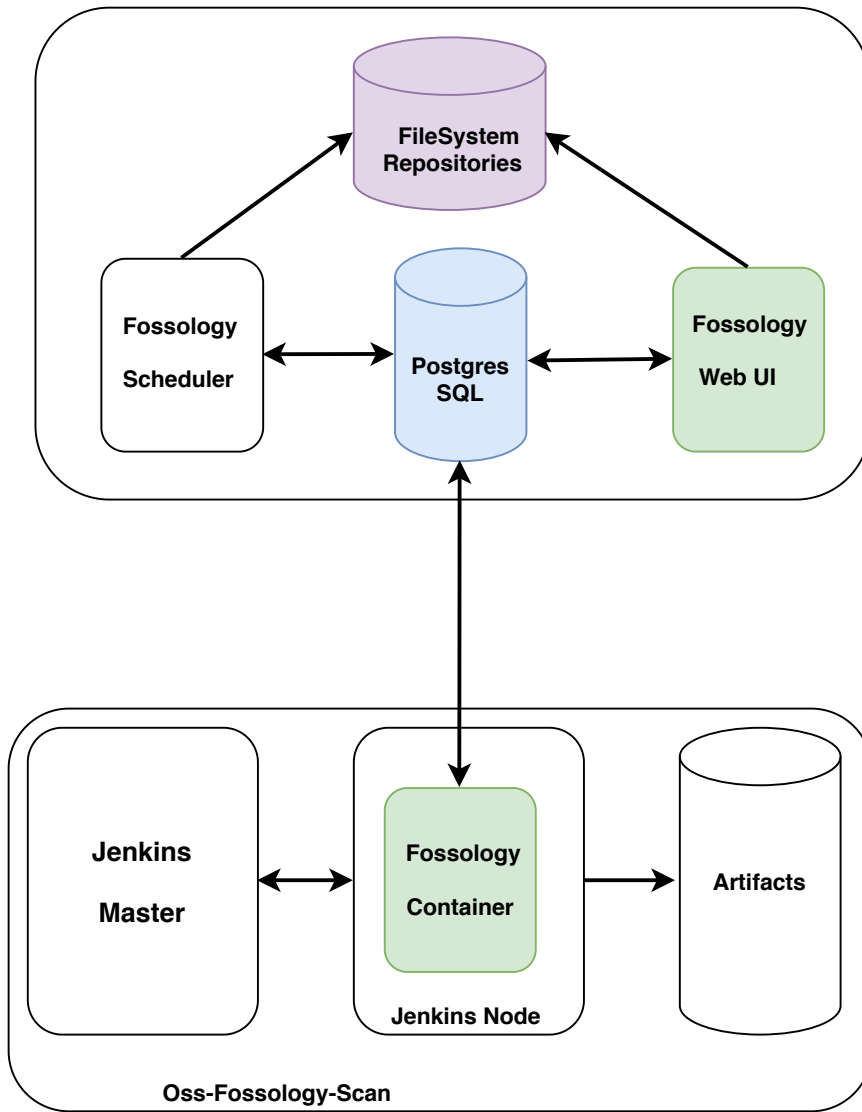 FileSystem
Repositories
Fossology
Scheduler
Postgres
SQL
Fossology
Web UI
Jenkins
Master
Fossology
Container
Jenkins Node
Artifacts
Oss-Fossology-Scan